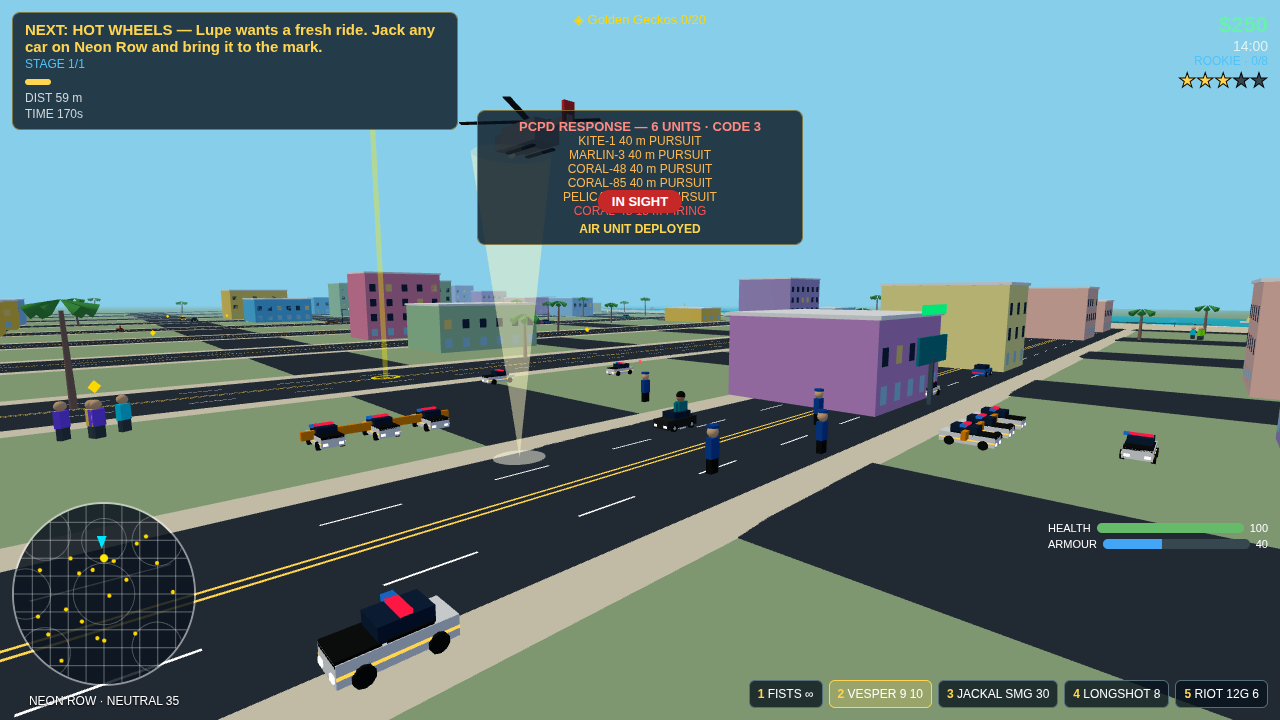 NEXT: HOT WHEELS — Lupe wants a fresh ride. Jack any
car on Neon Row and bring it to the mark.
STAGE 1/1
DIST 59 m
TIME 170s
◈ Golden Geckos 0/20
$250
14:00
ROOKIE · 0/8
PCPD RESPONSE — 6 UNITS · CODE 3
KITE-1 40 m PURSUIT
MARLIN-3 40 m PURSUIT
CORAL-48 40 m PURSUIT
CORAL-85 40 m PURSUIT
IN SIGHT
AIR UNIT DEPLOYED
HEALTH 100
ARMOUR 40
NEON ROW · NEUTRAL 35
1 FISTS ∞
2 VESPER 9 10
3 JACKAL SMG 30
4 LONGSHOT 8
5 RIOT 12G 6